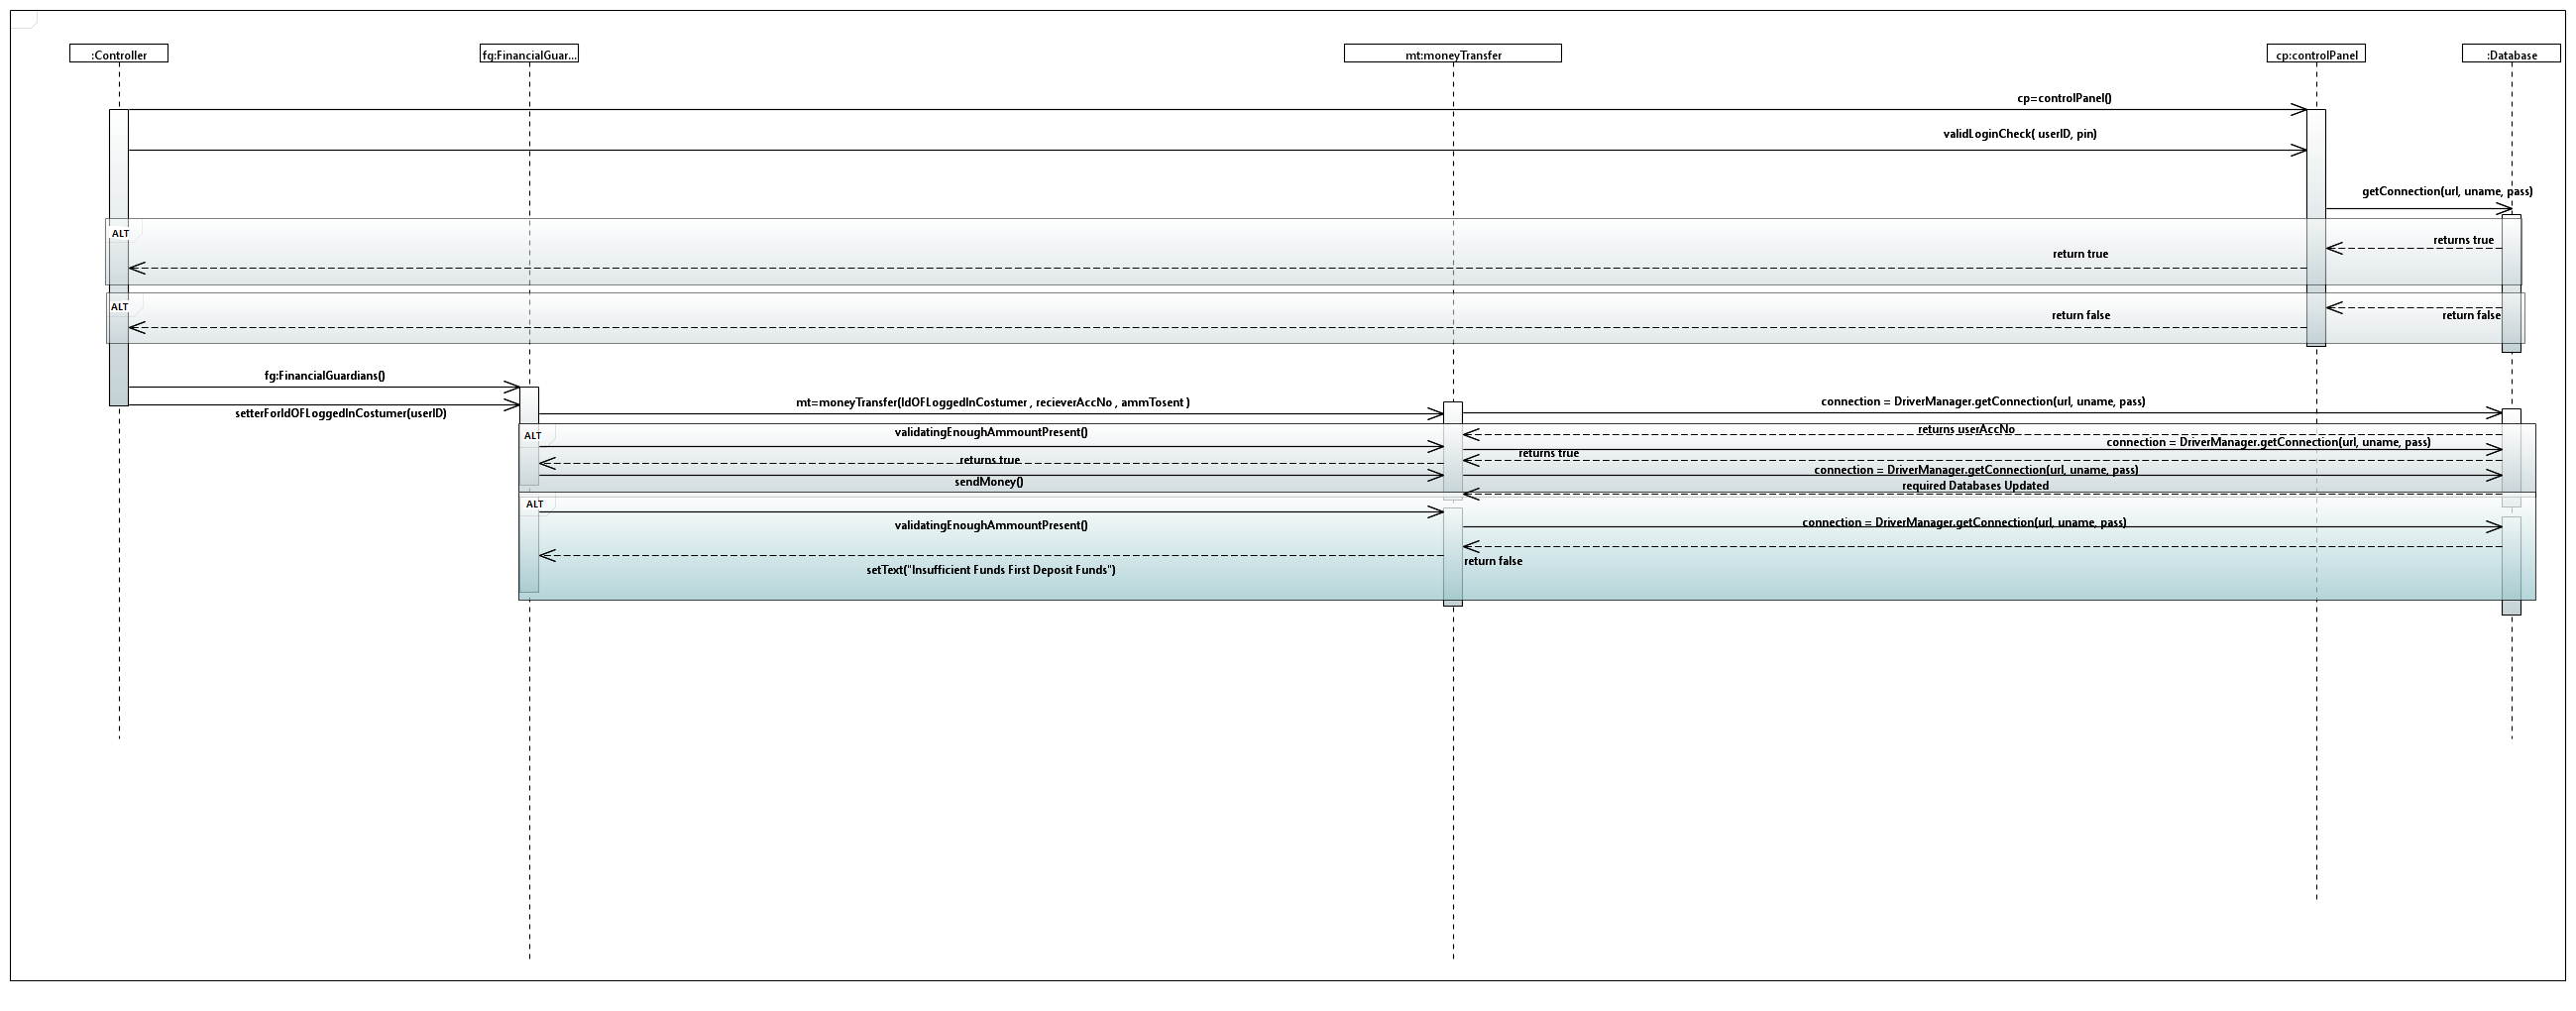 :Controller
fg:FinancialGuar...
mt:moneyTransfer
cp:controlPanel
:Database
cp=controlPanel()
validLoginCheck( userID, pin)
getConnection(url, uname, pass)
ALT
returns true
return true
ALT
return false
return false
fg:FinancialGuardians()
setterForIdOFLoggedInCostumer(userID)
mt=moneyTransfer(IdOFLoggedInCostumer , recieverAccNo , ammTosent )
connection = DriverManager.getConnection(url, uname, pass)
ALT
validatingEnoughAmmountPresent()
returns userAccNo
connection = DriverManager.getConnection(url, uname, pass)
returns true
returns true
connection = DriverManager.getConnection(url, uname, pass)
sendMoney()
required Databases Updated
ALT
validatingEnoughAmmountPresent()
connection = DriverManager.getConnection(url, uname, pass)
return false
setText("Insufficient Funds First Deposit Funds")